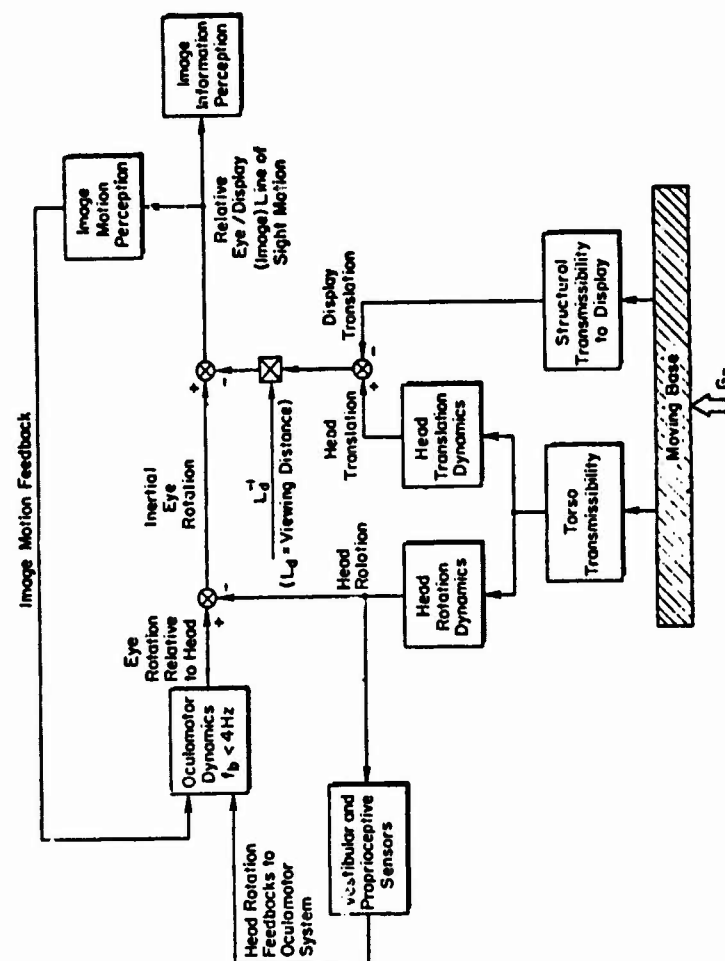 Image
Information
Perception
Image
Motion
Perception
Relative
Eye / Display
(Image) Line of
Sight Motion
Image Motion Feedback
Inertial
Eye
Rotation
Eye
Rotation
Relative
to Head
Oculomotor
Dynamics
f_b < 4Hz
Head Rotation
Feedbacks to
Oculomotor
System
L_d^-1
(L_d = Viewing Distance)
Display
Translation
Head
Translation
Head
Rotation
Head
Translation
Dynamics
Head
Rotation
Dynamics
Vestibular and
Proprioceptive
Sensors
Structural
Transmissibility
to Display
Torso
Transmissibility
Moving Base
+
-
+
-
+
-